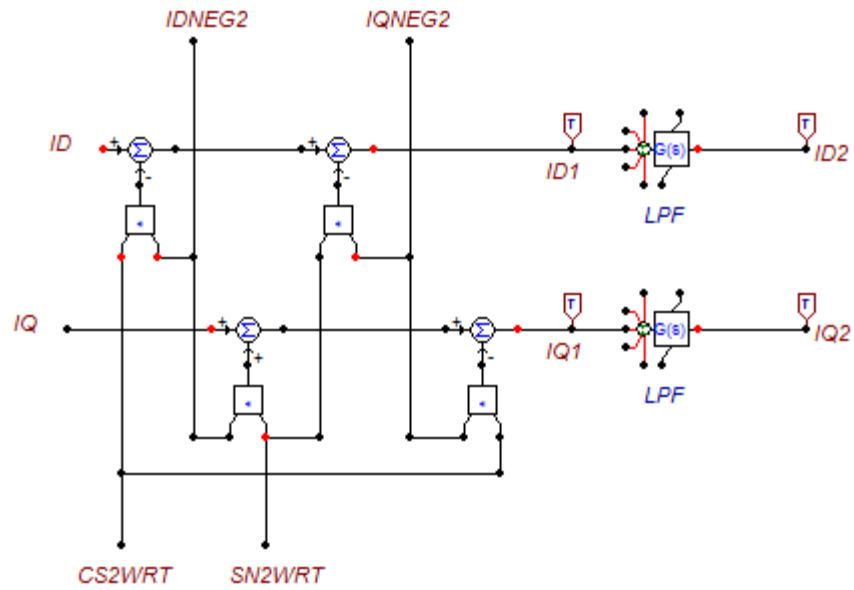 IDNEG2 IQNEG2
ID + Σ + Σ T G(s) T
- - ID1 ID2
* * LPF
IQ + Σ + Σ T G(s) T
+ - IQ1 IQ2
* * LPF
CS2WRT SN2WRT